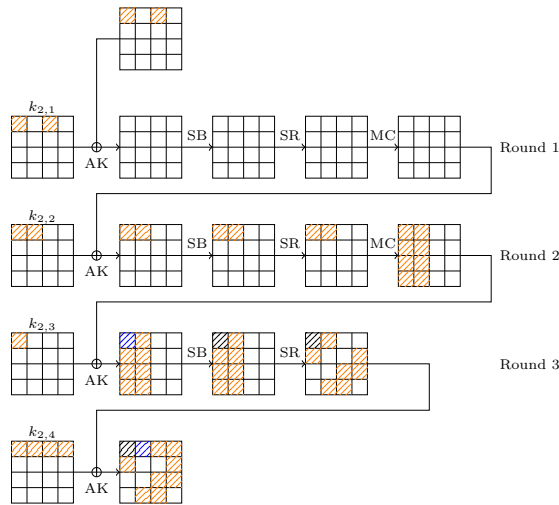 k2,1
SB SR MC
AK
Round 1
k2,2
SB SR MC
AK
Round 2
k2,3
SB SR
AK
Round 3
k2,4
AK